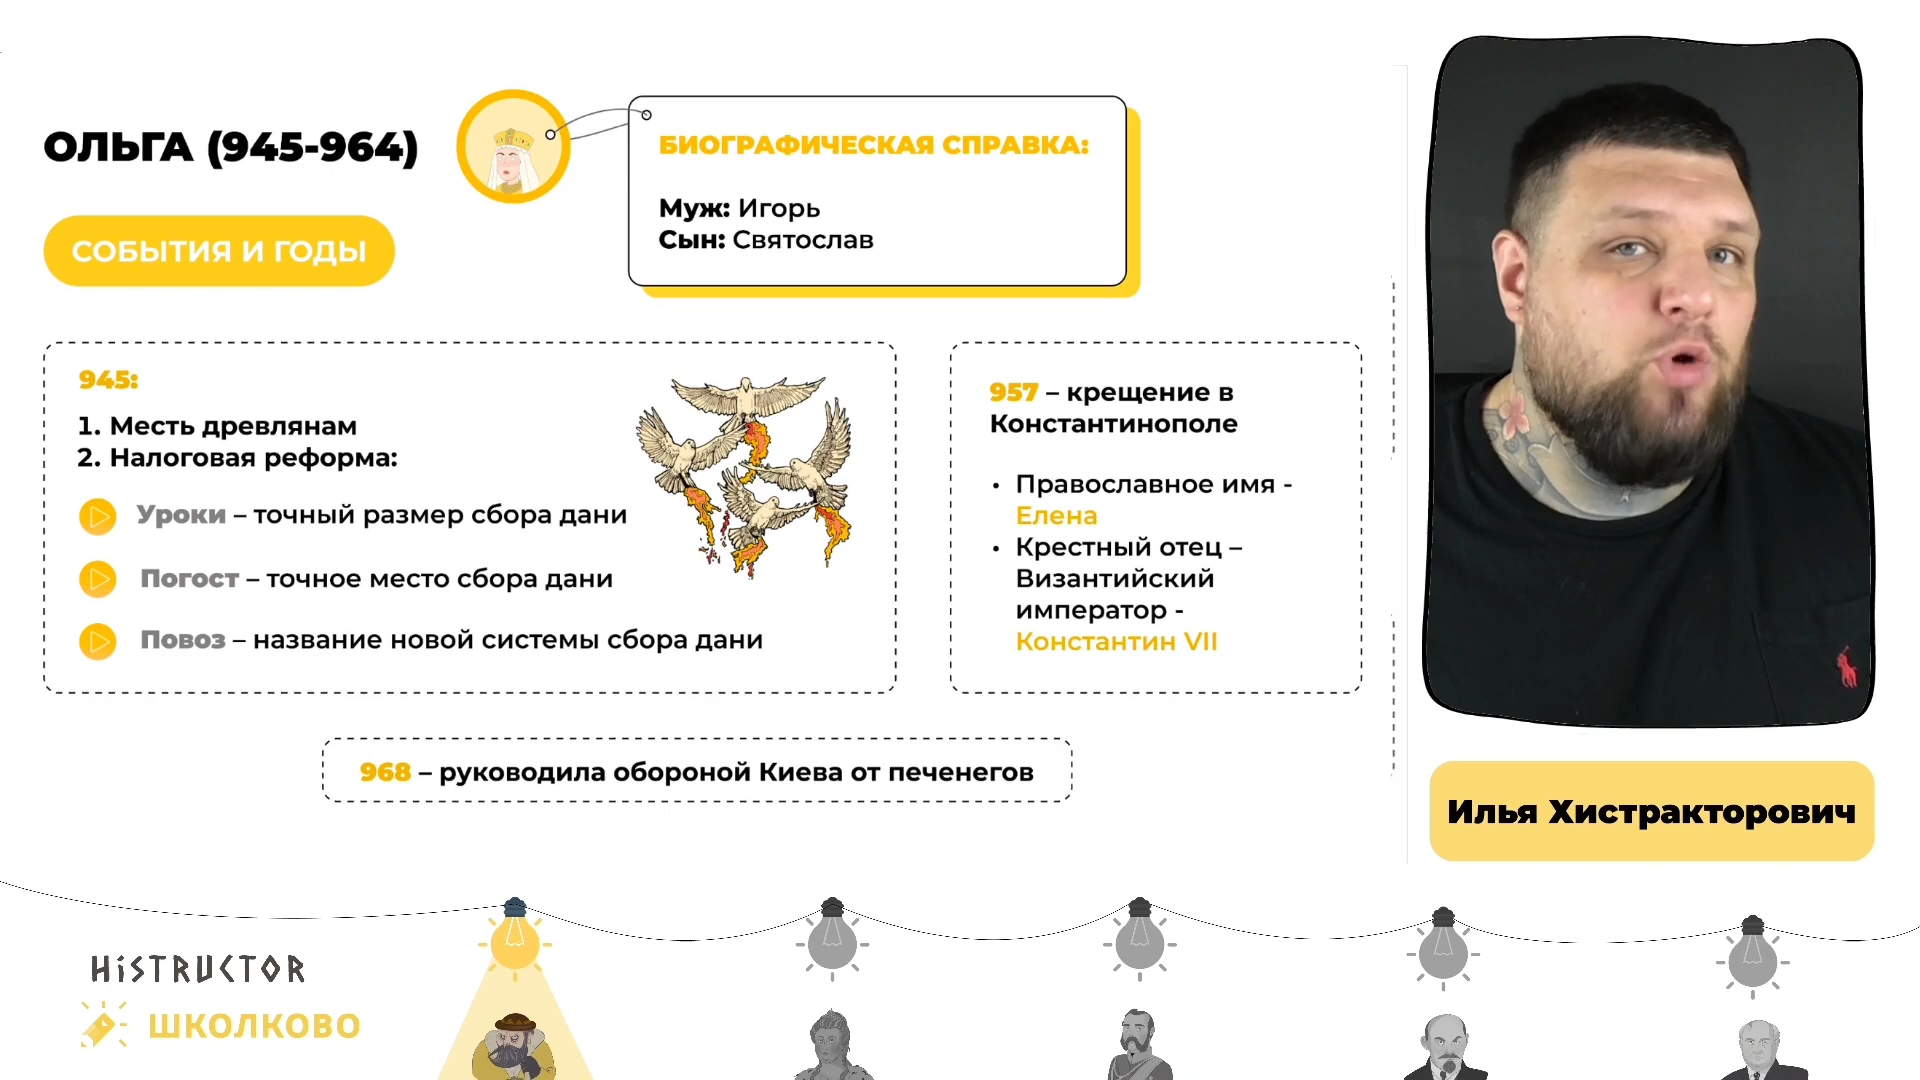 ОЛЬГА (945-964)
БИОГРАФИЧЕСКАЯ СПРАВКА:
Муж: Игорь
Сын: Святослав
СОБЫТИЯ И ГОДЫ
945:
1. Месть древлянам
2. Налоговая реформа:
Уроки – точный размер сбора дани
Погост – точное место сбора дани
Повоз – название новой системы сбора дани
957 – крещение в
Константинополе
• Православное имя -
Елена
• Крестный отец –
Византийский
император -
Константин VII
968 – руководила обороной Киева от печенегов
Илья Хистракторович
HiSTRUCTOR
ШКОЛКОВО